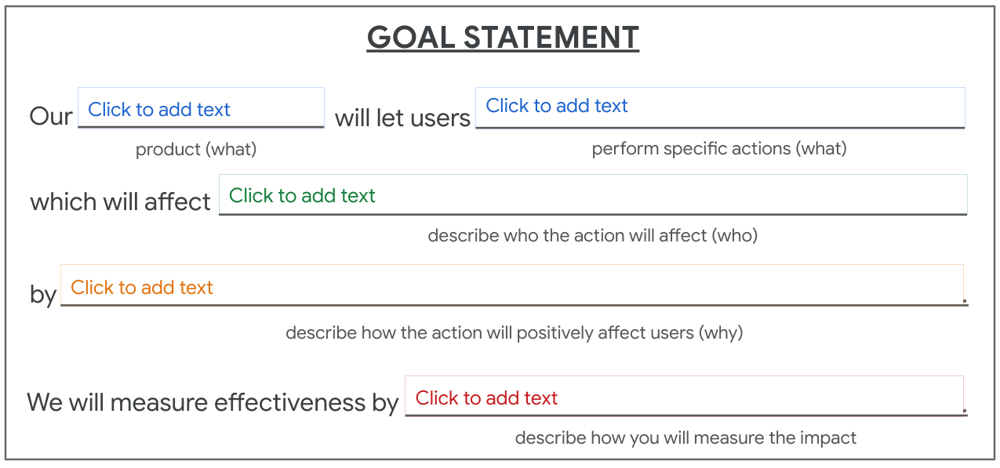 GOAL STATEMENT
Our Click to add text will let users Click to add text
product (what) perform specific actions (what)
which will affect Click to add text
describe who the action will affect (who)
by Click to add text .
describe how the action will positively affect users (why)
We will measure effectiveness by Click to add text .
describe how you will measure the impact